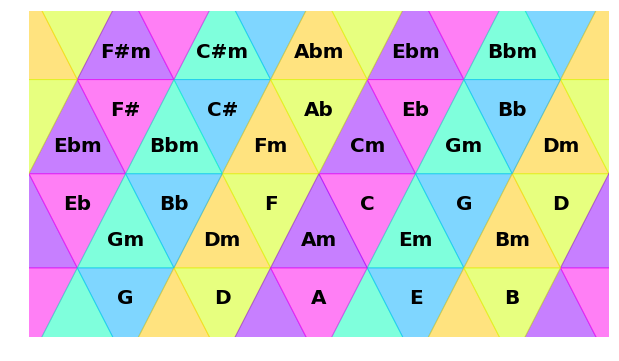 F#m C#m Abm Ebm Bbm
F# C# Ab Eb Bb
Ebm Bbm Fm Cm Gm Dm
Eb Bb F C G D
Gm Dm Am Em Bm
G D A E B